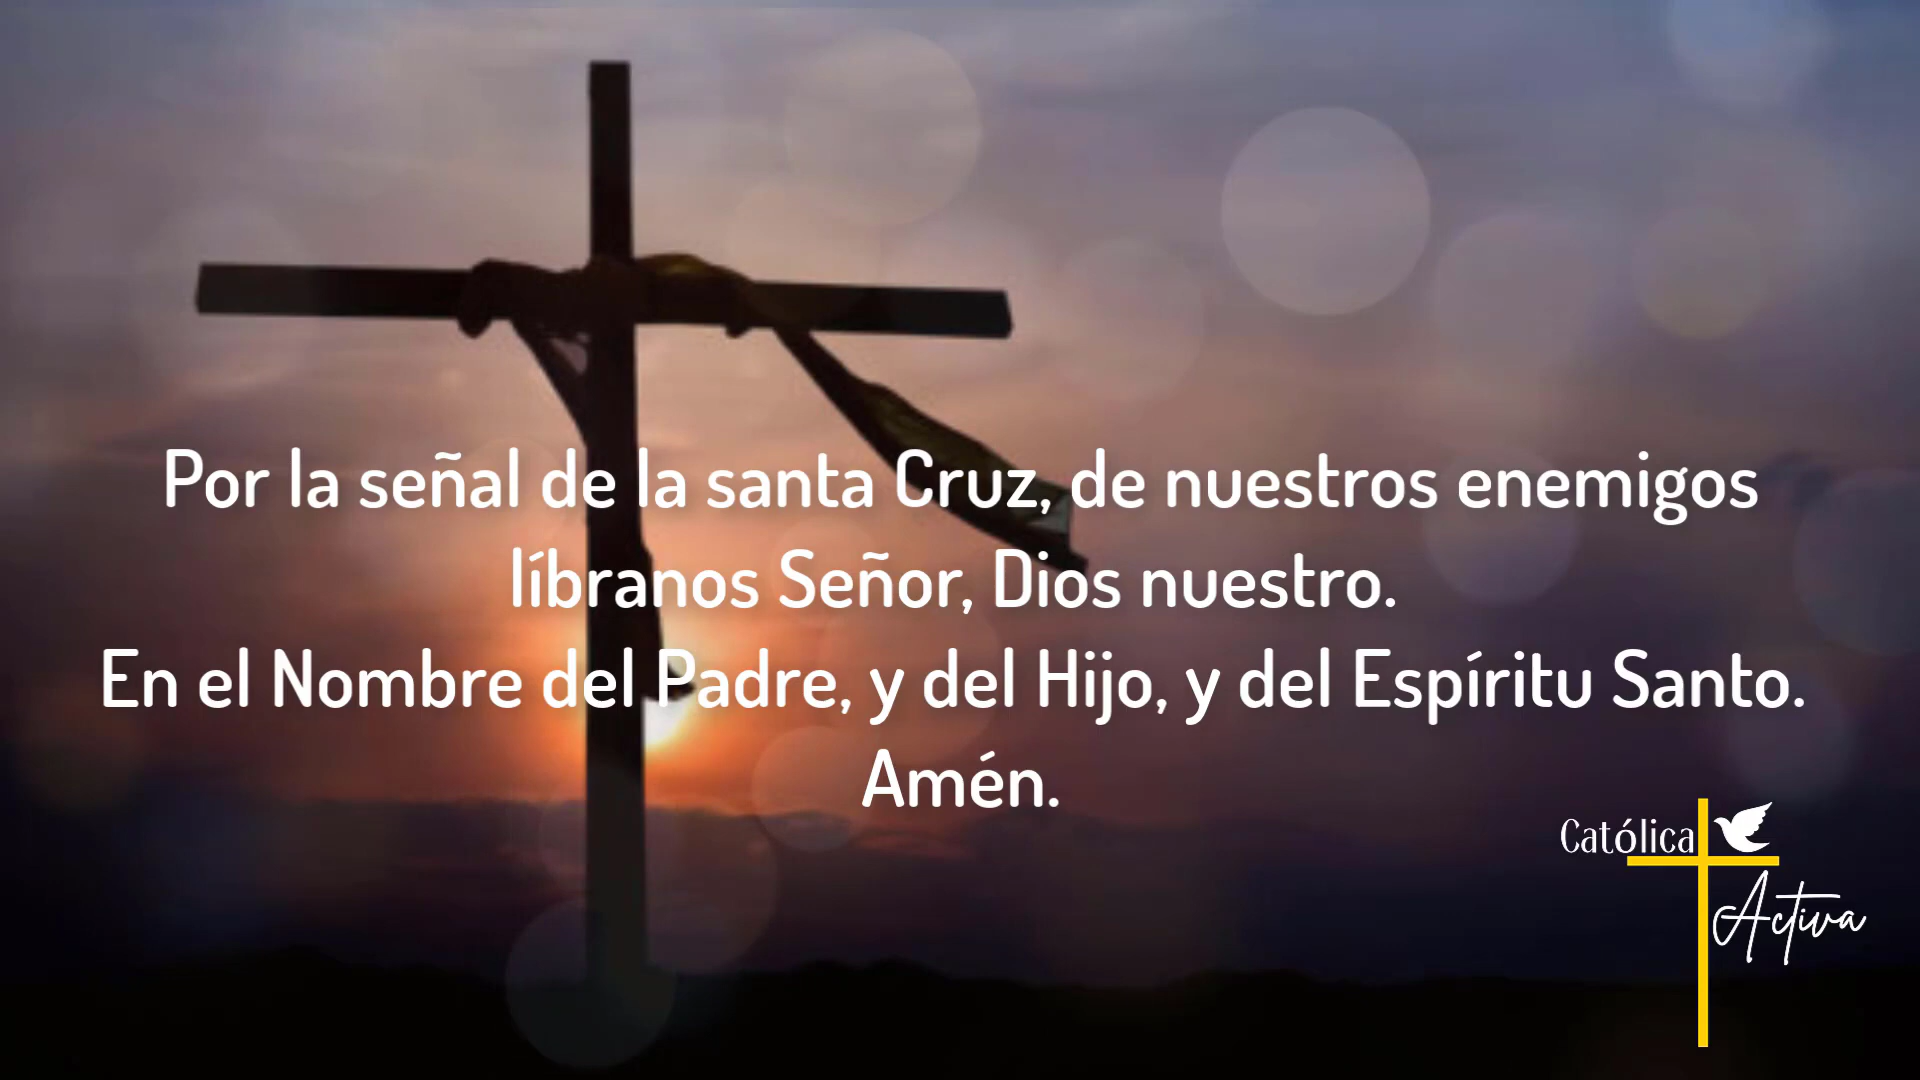 Por la señal de la santa Cruz, de nuestros enemigos
líbranos Señor, Dios nuestro.
En el Nombre del Padre, y del Hijo, y del Espíritu Santo.
Amén.
Católica
Activa